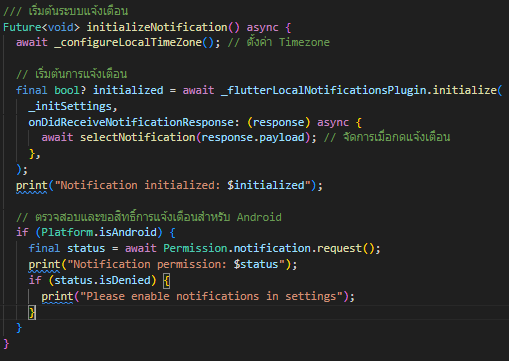 /// เริ่มต้นระบบแจ้งเตือน
Future<void> initializeNotification() async {
await _configureLocalTimeZone(); // ตั้งค่า Timezone
// เริ่มต้นการแจ้งเตือน
final bool? initialized = await _flutterLocalNotificationsPlugin.initialize(
_initSettings,
onDidReceiveNotificationResponse: (response) async {
await selectNotification(response.payload); // จัดการเมื่อกดแจ้งเตือน
},
);
print("Notification initialized: $initialized");
// ตรวจสอบและขอสิทธิ์การแจ้งเตือนสำหรับ Android
if (Platform.isAndroid) {
final status = await Permission.notification.request();
print("Notification permission: $status");
if (status.isDenied) {
print("Please enable notifications in settings");
}
}
}